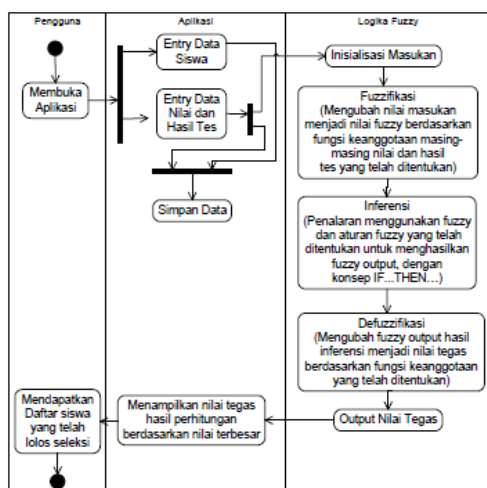 Pengguna
Aplikasi
Logika Fuzzy
Membuka
Aplikasi
Entry Data
Siswa
Entry Data
Nilai dan
Hasil Tes
Simpan Data
Inisialisasi Masukan
Fuzzifikasi
(Mengubah nilai masukan
menjadi nilai fuzzy berdasarkan
fungsi keanggotaan masing-
masing nilai dan hasil
tes yang telah ditentukan)
Inferensi
(Penalaran menggunakan fuzzy
dan aturan fuzzy yang telah
ditentukan untuk menghasilkan
fuzzy output, dengan
konsep IF...THEN...)
Defuzzifikasi
(Mengubah fuzzy output hasil
inferensi menjadi nilai tegas
berdasarkan fungsi keanggotaan
yang telah ditentukan)
Output Nilai Tegas
Menampilkan nilai tegas
hasil perhitungan
berdasarkan nilai terbesar
Mendapatkan
Daftar siswa
yang telah
lolos seleksi